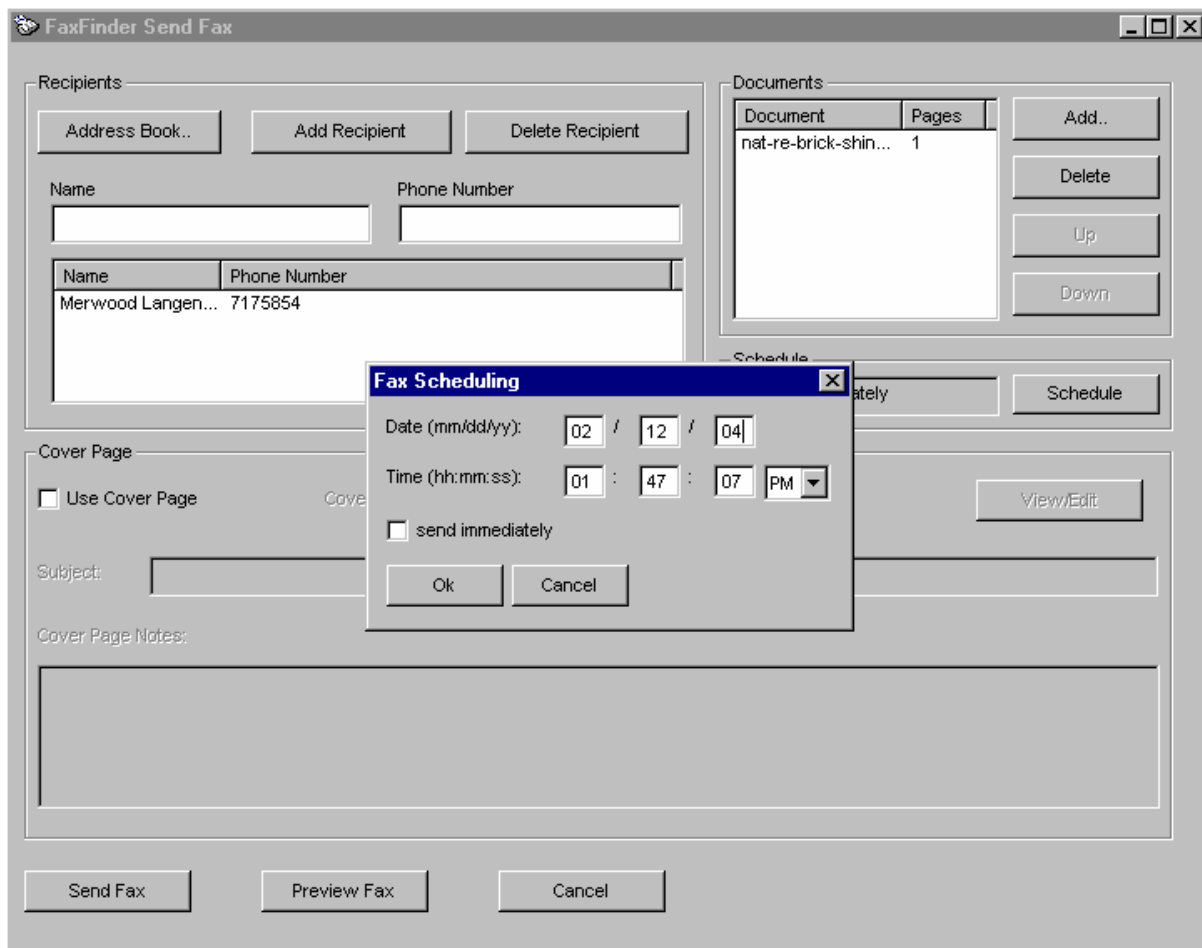 FaxFinder Send Fax
Recipients
Address Book..
Add Recipient
Delete Recipient
Name
Phone Number
Name
Phone Number
Merwood Langen...
7175854
Documents
Document
Pages
nat-re-brick-shin...
1
Add..
Delete
Up
Down
Schedule
ately
Schedule
Fax Scheduling
Date (mm/dd/yy):
02 / 12 / 04
Time (hh:mm:ss):
01 : 47 : 07 PM
send immediately
Ok
Cancel
Cover Page
Use Cover Page
Cove
View/Edit
Subject:
Cover Page Notes:
Send Fax
Preview Fax
Cancel